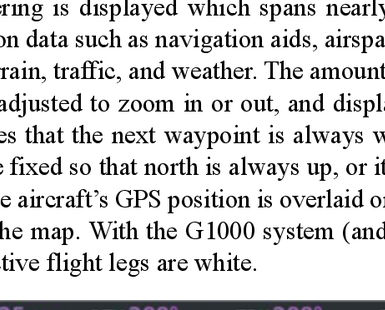 ering is displayed which spans nearly
on data such as navigation aids, airspa
rain, traffic, and weather. The amount
adjusted to zoom in or out, and displa
es that the next waypoint is always w
e fixed so that north is always up, or it
e aircraft’s GPS position is overlaid o
he map. With the G1000 system (and
ctive flight legs are white.